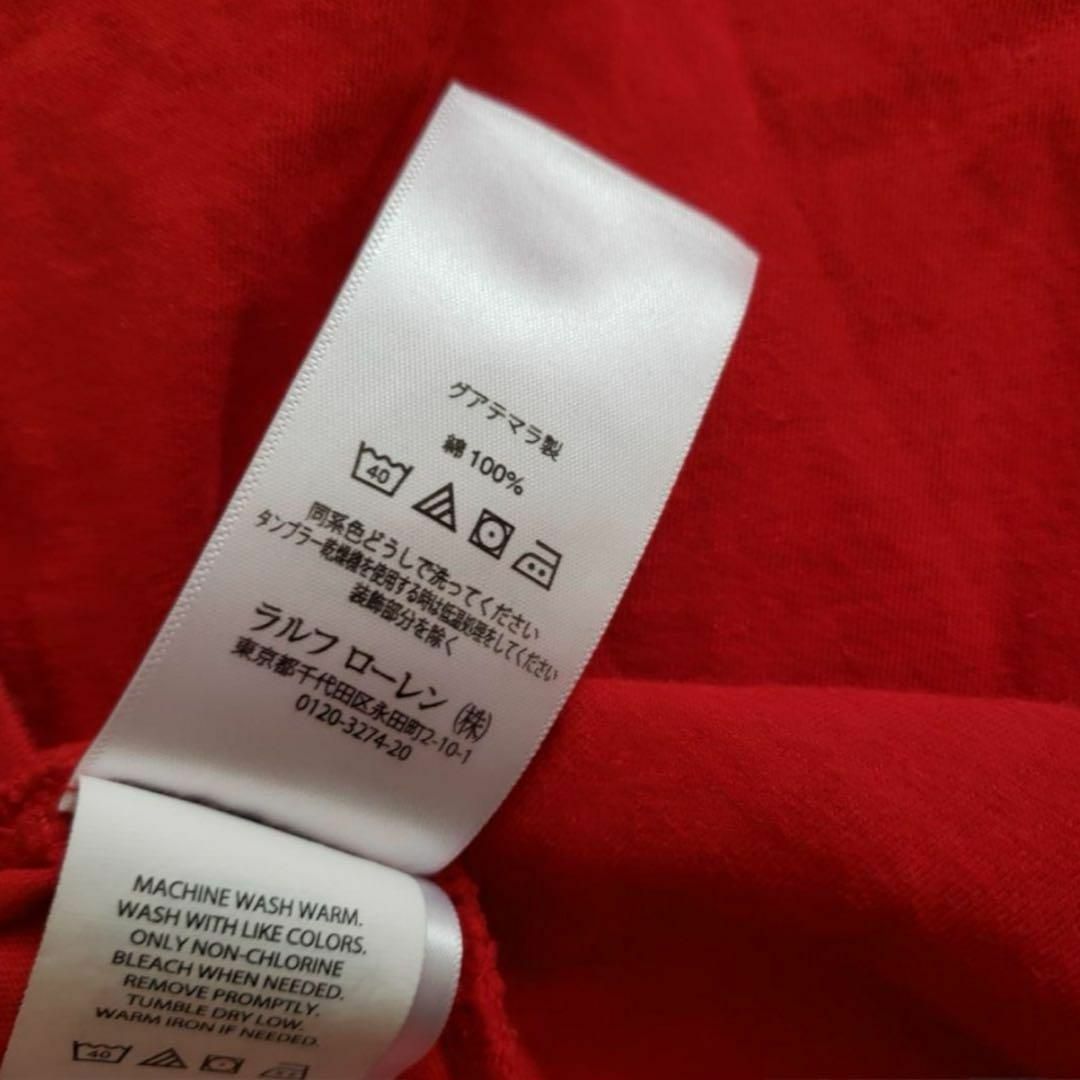 グアテマラ製
綿 100%
40
同系色どうしで洗ってください
タンブラー乾燥機を使用する時は低温処理をしてください
装飾部分を除く
ラルフ ローレン (株)
東京都千代田区永田町2-10-1
0120-3274-20
MACHINE WASH WARM.
WASH WITH LIKE COLORS.
ONLY NON-CHLORINE
BLEACH WHEN NEEDED.
REMOVE PROMPTLY.
TUMBLE DRY LOW.
WARM IRON IF NEEDED.
40